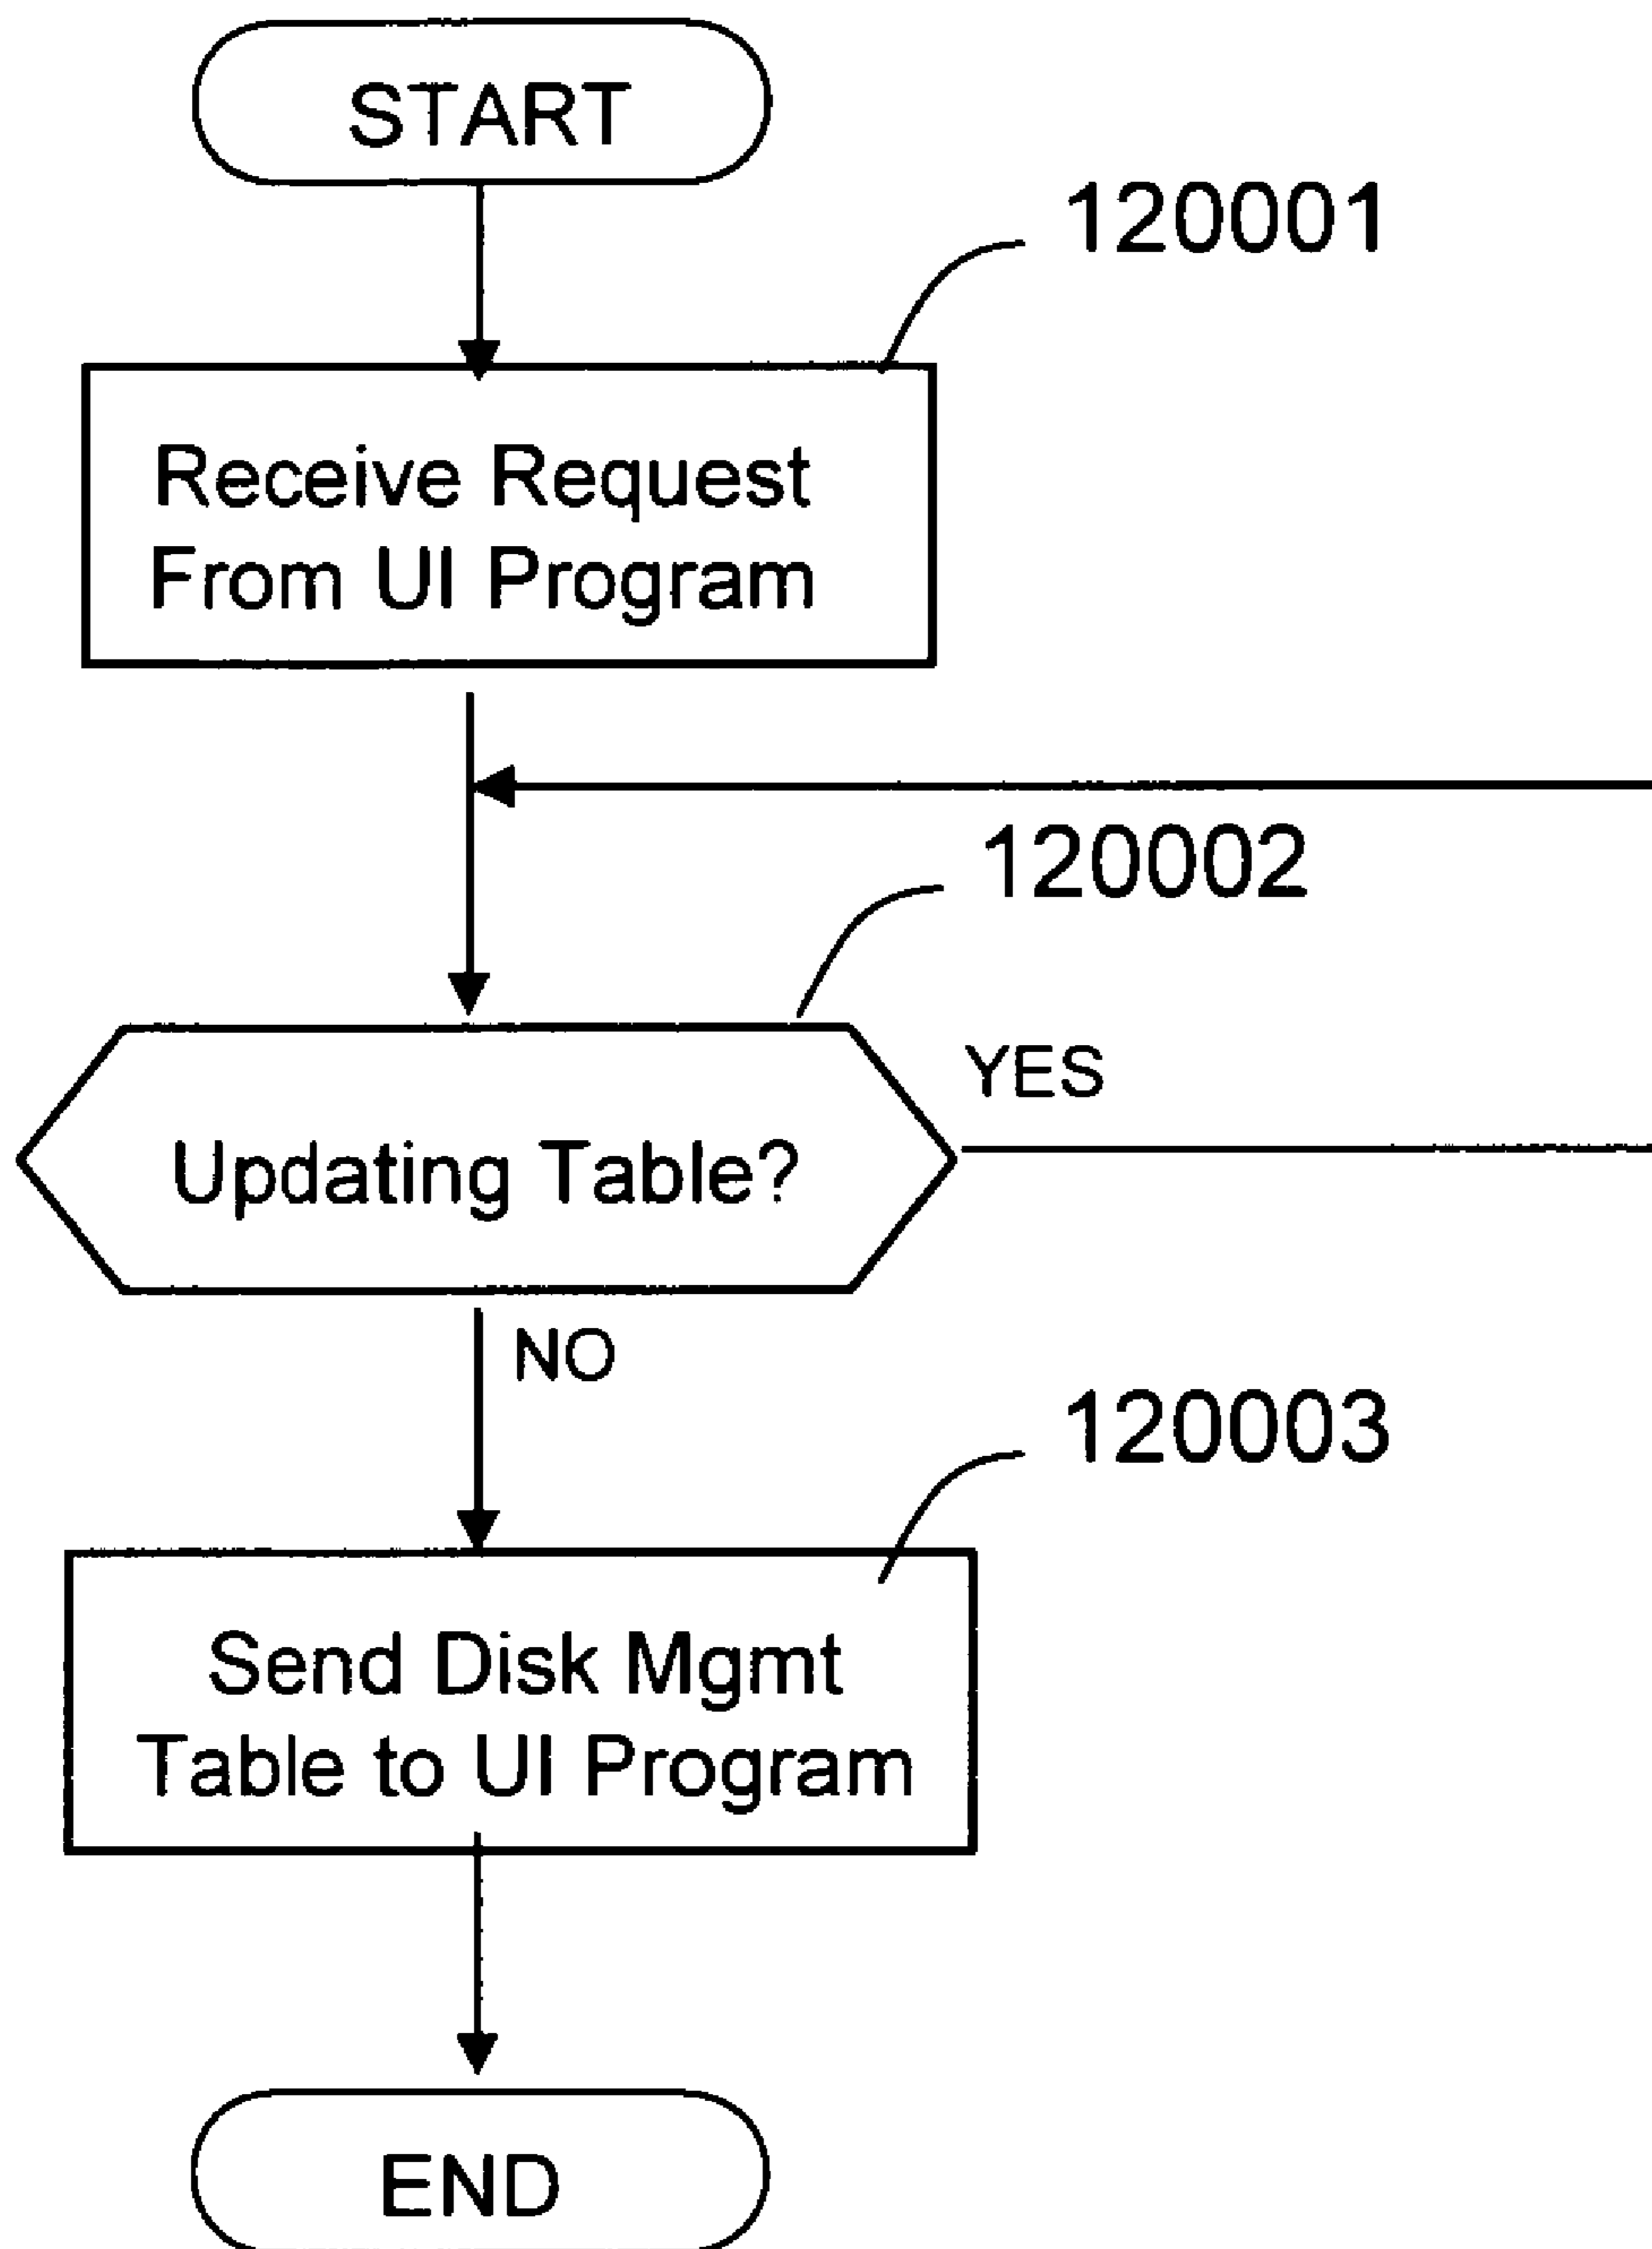 START
120001
Receive Request
From UI Program
120002
YES
Updating Table?
NO
120003
Send Disk Mgmt
Table to UI Program
END